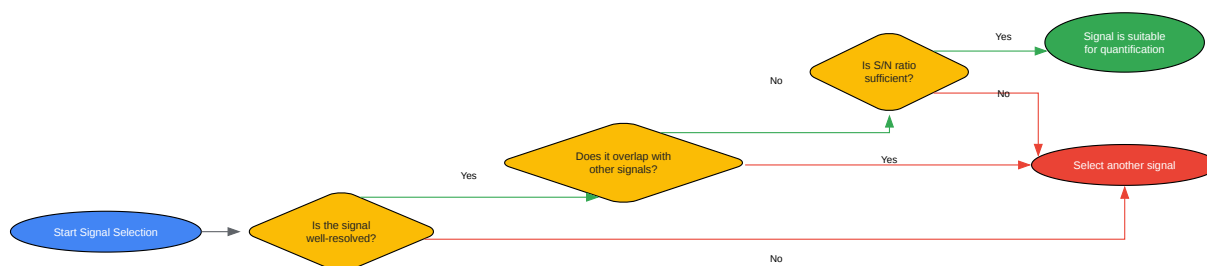 Start Signal Selection
Is the signal
well-resolved?
Yes
No
Does it overlap with
other signals?
No
Yes
Is S/N ratio
sufficient?
Yes
No
Signal is suitable
for quantification
Select another signal